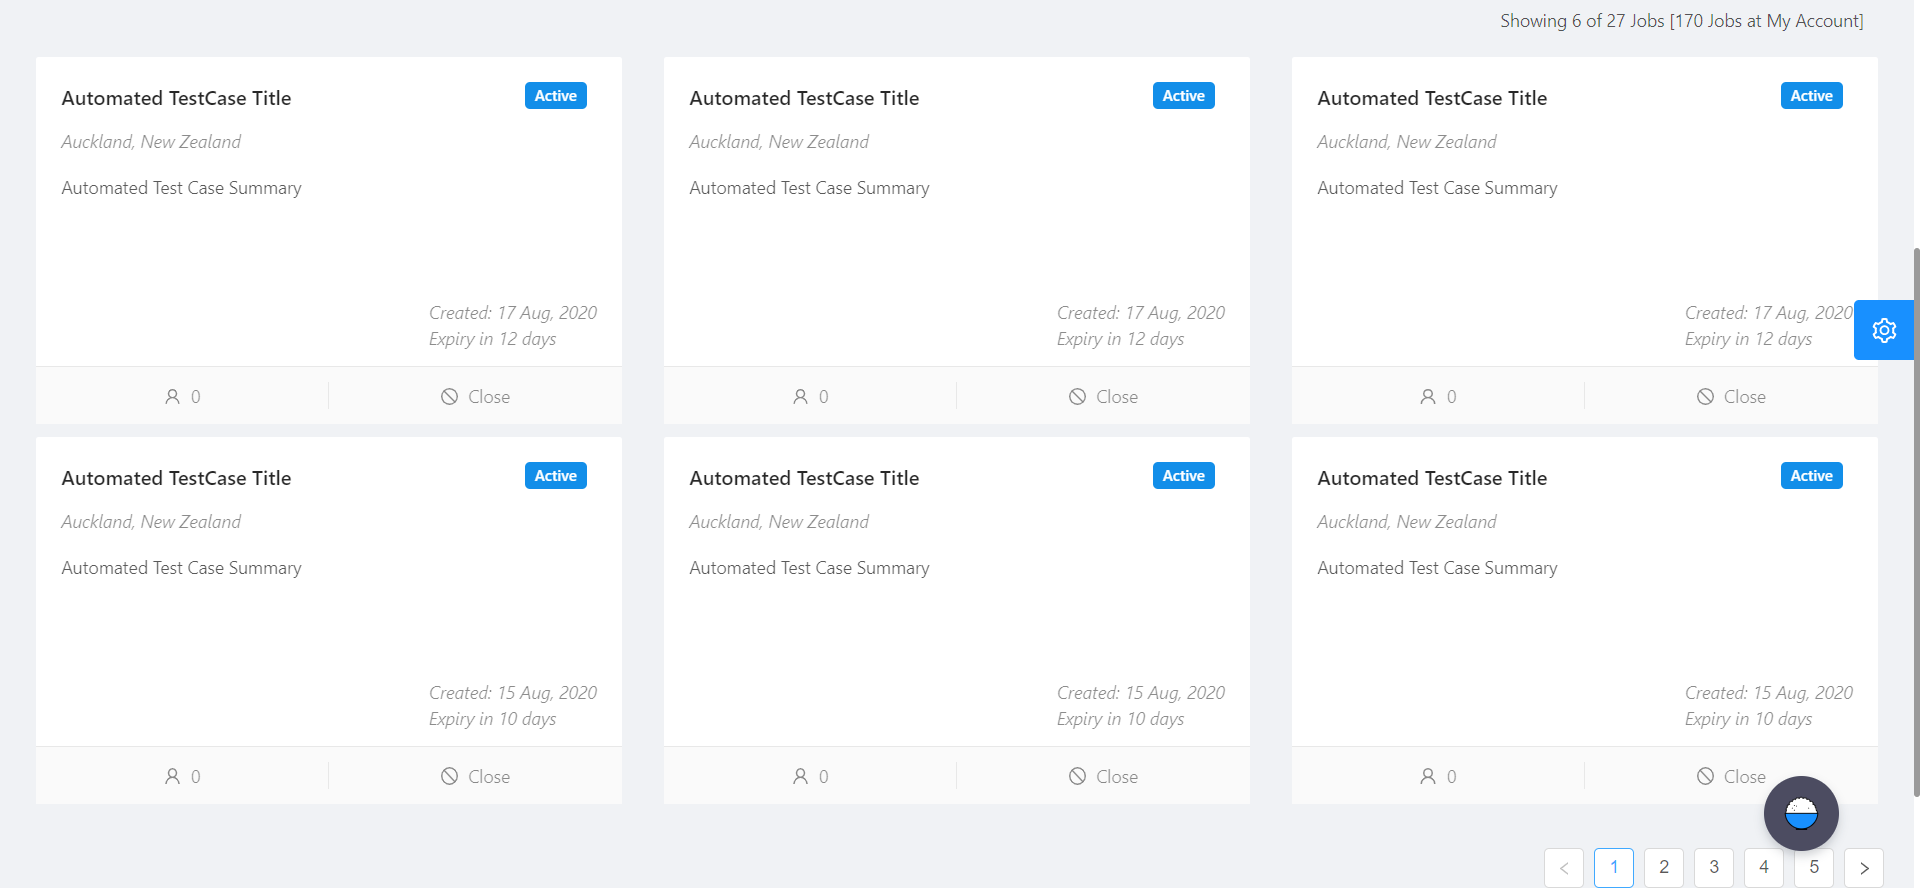 Showing 6 of 27 Jobs [170 Jobs at My Account]
Automated TestCase Title
Active
Auckland, New Zealand
Automated Test Case Summary
Created: 17 Aug, 2020
Expiry in 12 days
0
Close
Automated TestCase Title
Active
Auckland, New Zealand
Automated Test Case Summary
Created: 17 Aug, 2020
Expiry in 12 days
0
Close
Automated TestCase Title
Active
Auckland, New Zealand
Automated Test Case Summary
Created: 17 Aug, 2020
Expiry in 12 days
0
Close
Automated TestCase Title
Active
Auckland, New Zealand
Automated Test Case Summary
Created: 15 Aug, 2020
Expiry in 10 days
0
Close
Automated TestCase Title
Active
Auckland, New Zealand
Automated Test Case Summary
Created: 15 Aug, 2020
Expiry in 10 days
0
Close
Automated TestCase Title
Active
Auckland, New Zealand
Automated Test Case Summary
Created: 15 Aug, 2020
Expiry in 10 days
0
Close
< 1 2 3 4 5 >